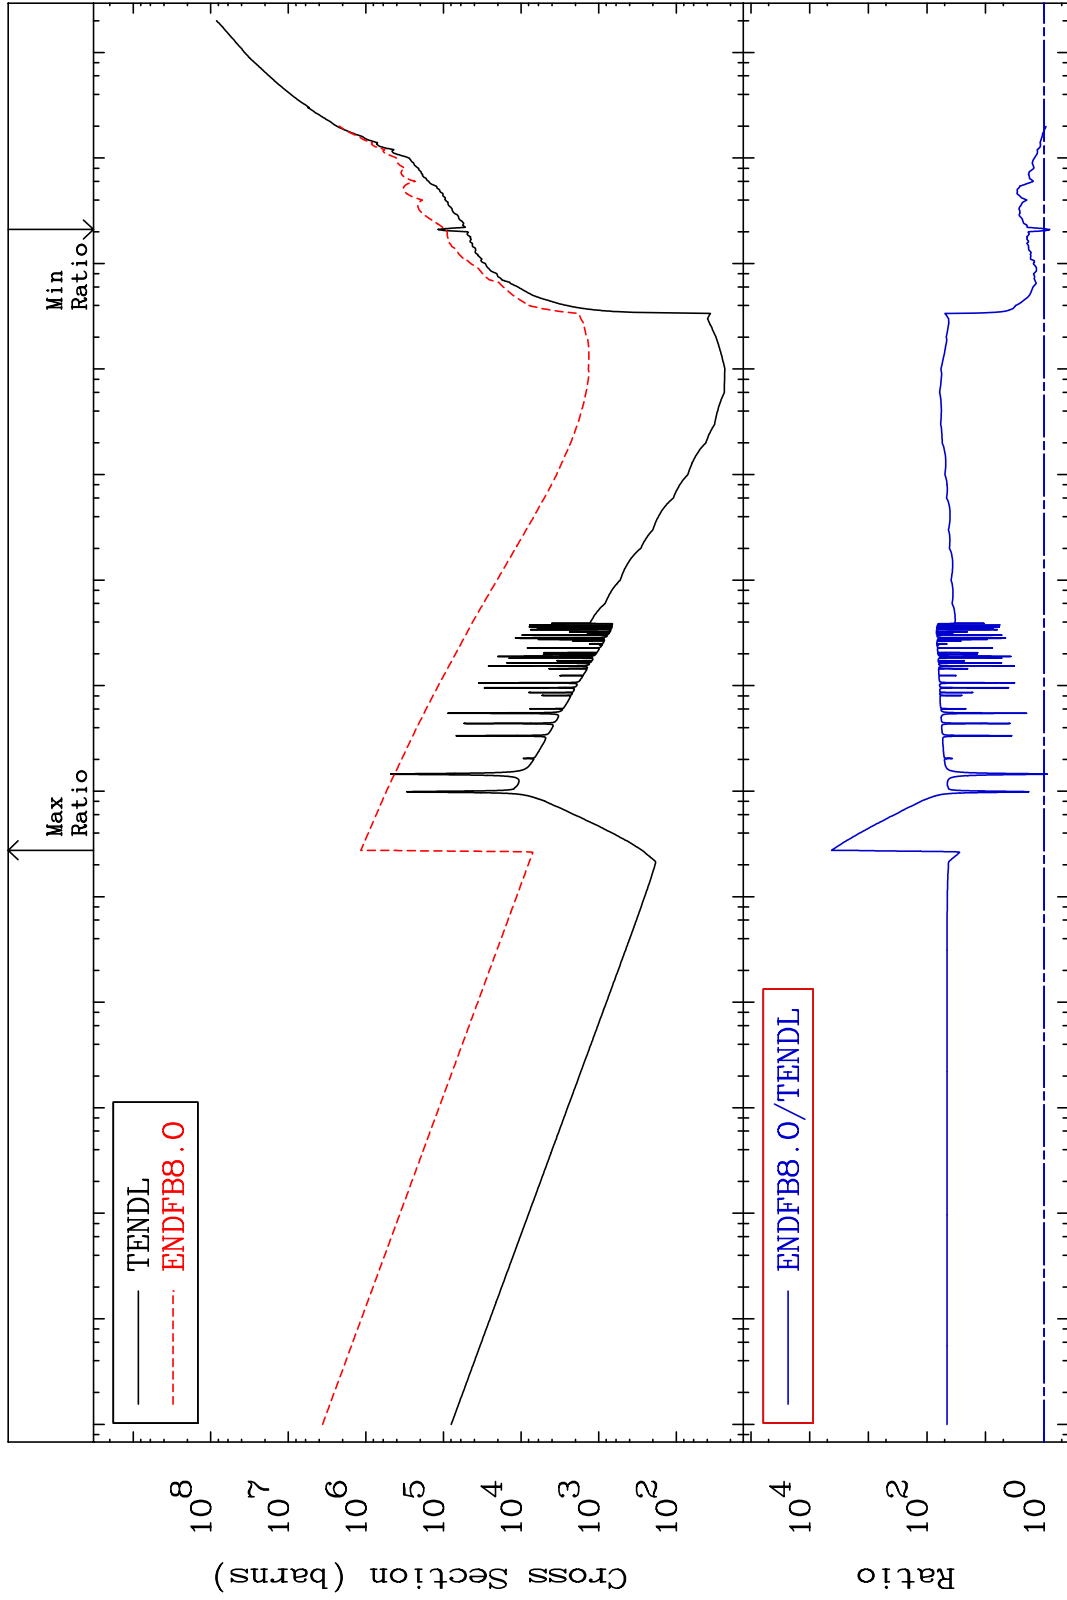 Max
Ratio
Min
Ratio
TENDL
ENDFB8.0
10^8
10^7
10^6
10^5
10^4
10^3
10^2
Cross Section (barns)
ENDFB8.0/TENDL
10^4
10^2
10^0
Ratio